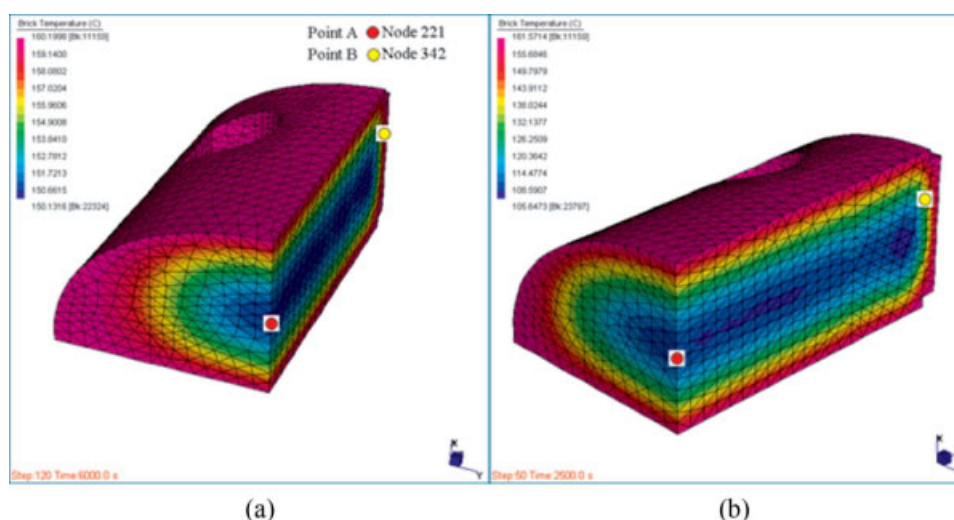 Brick Temperature (C)
160.1998 [Bk:11159]
159.1400
158.0802
157.0204
155.9606
154.9008
153.8410
152.7812
151.7213
150.6615
150.1316 [Bk:22324]
Point A Node 221
Point B Node 342
Step:120 Time:6000.0 s
X
Y
(a)
Brick Temperature (C)
161.5714 [Bk:11159]
155.6846
149.7979
143.9112
138.0244
132.1377
126.2509
120.3642
114.4774
108.5907
105.6473 [Bk:23797]
Step:50 Time:2500.0 s
X
(b)